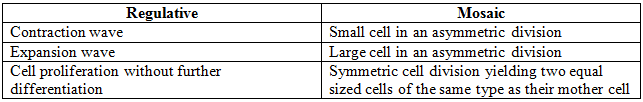 Regulative Mosaic
Contraction wave Small cell in an asymmetric division
Expansion wave Large cell in an asymmetric division
Cell proliferation without further Symmetric cell division yielding two equal
differentiation sized cells of the same type as their mother cell